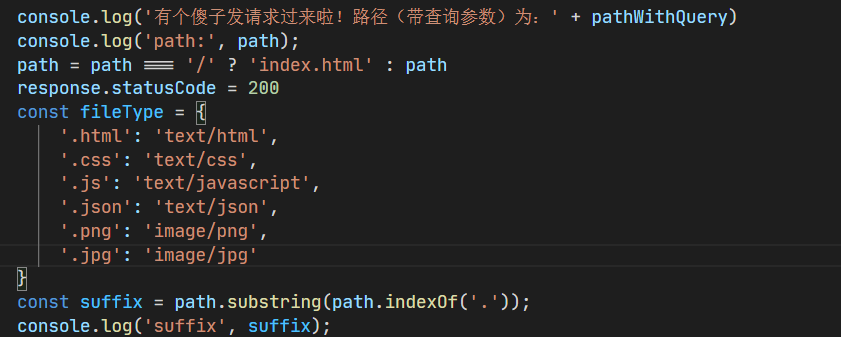 console.log('有个傻子发请求过来啦！路径（带查询参数）为：' + pathWithQuery)
console.log('path:', path);
path = path === '/' ? 'index.html' : path
response.statusCode = 200
const fileType = {
'.html': 'text/html',
'.css': 'text/css',
'.js': 'text/javascript',
'.json': 'text/json',
'.png': 'image/png',
'.jpg': 'image/jpg'
}
const suffix = path.substring(path.indexOf('.'));
console.log('suffix', suffix);